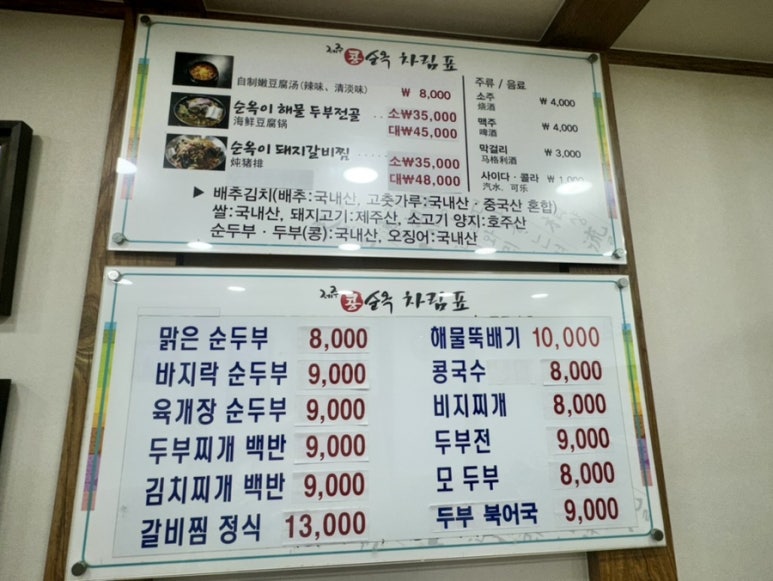 제주 콩 순옥 차림표
自制嫩豆腐汤(辣味、清淡味) ₩ 8,000
순옥이 해물 두부전골 ... 소₩35,000
海鲜豆腐锅 대₩45,000
순옥이 돼지갈비찜 ..... 소₩35,000
炖猪排 대₩48,000
주류 / 음료
소주 ₩ 4,000
烧酒
맥주 ₩ 4,000
啤酒
막걸리 ₩ 3,000
马格利酒
사이다 · 콜라 ₩ 1,000
汽水、可乐
▶ 배추김치(배추:국내산, 고춧가루:국내산 · 중국산 혼합)
쌀:국내산, 돼지고기:제주산, 소고기 양지:호주산
순두부 · 두부(콩):국내산, 오징어:국내산
제주 콩 순옥 차림표
맑은 순두부 8,000
바지락 순두부 9,000
육개장 순두부 9,000
두부찌개 백반 9,000
김치찌개 백반 9,000
갈비찜 정식 13,000
해물뚝배기 10,000
콩국수 8,000
비지찌개 8,000
두부전 9,000
모 두부 8,000
두부 북어국 9,000